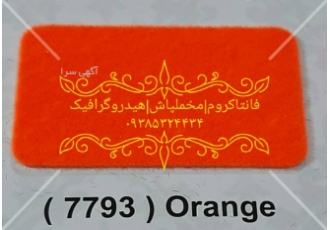 آگهی سرا
فانتاکروم|مخملپاش|هیدروگرافیک
۰۹۳۸۵۳۲۴۴۳۴
( 7793 ) Orange